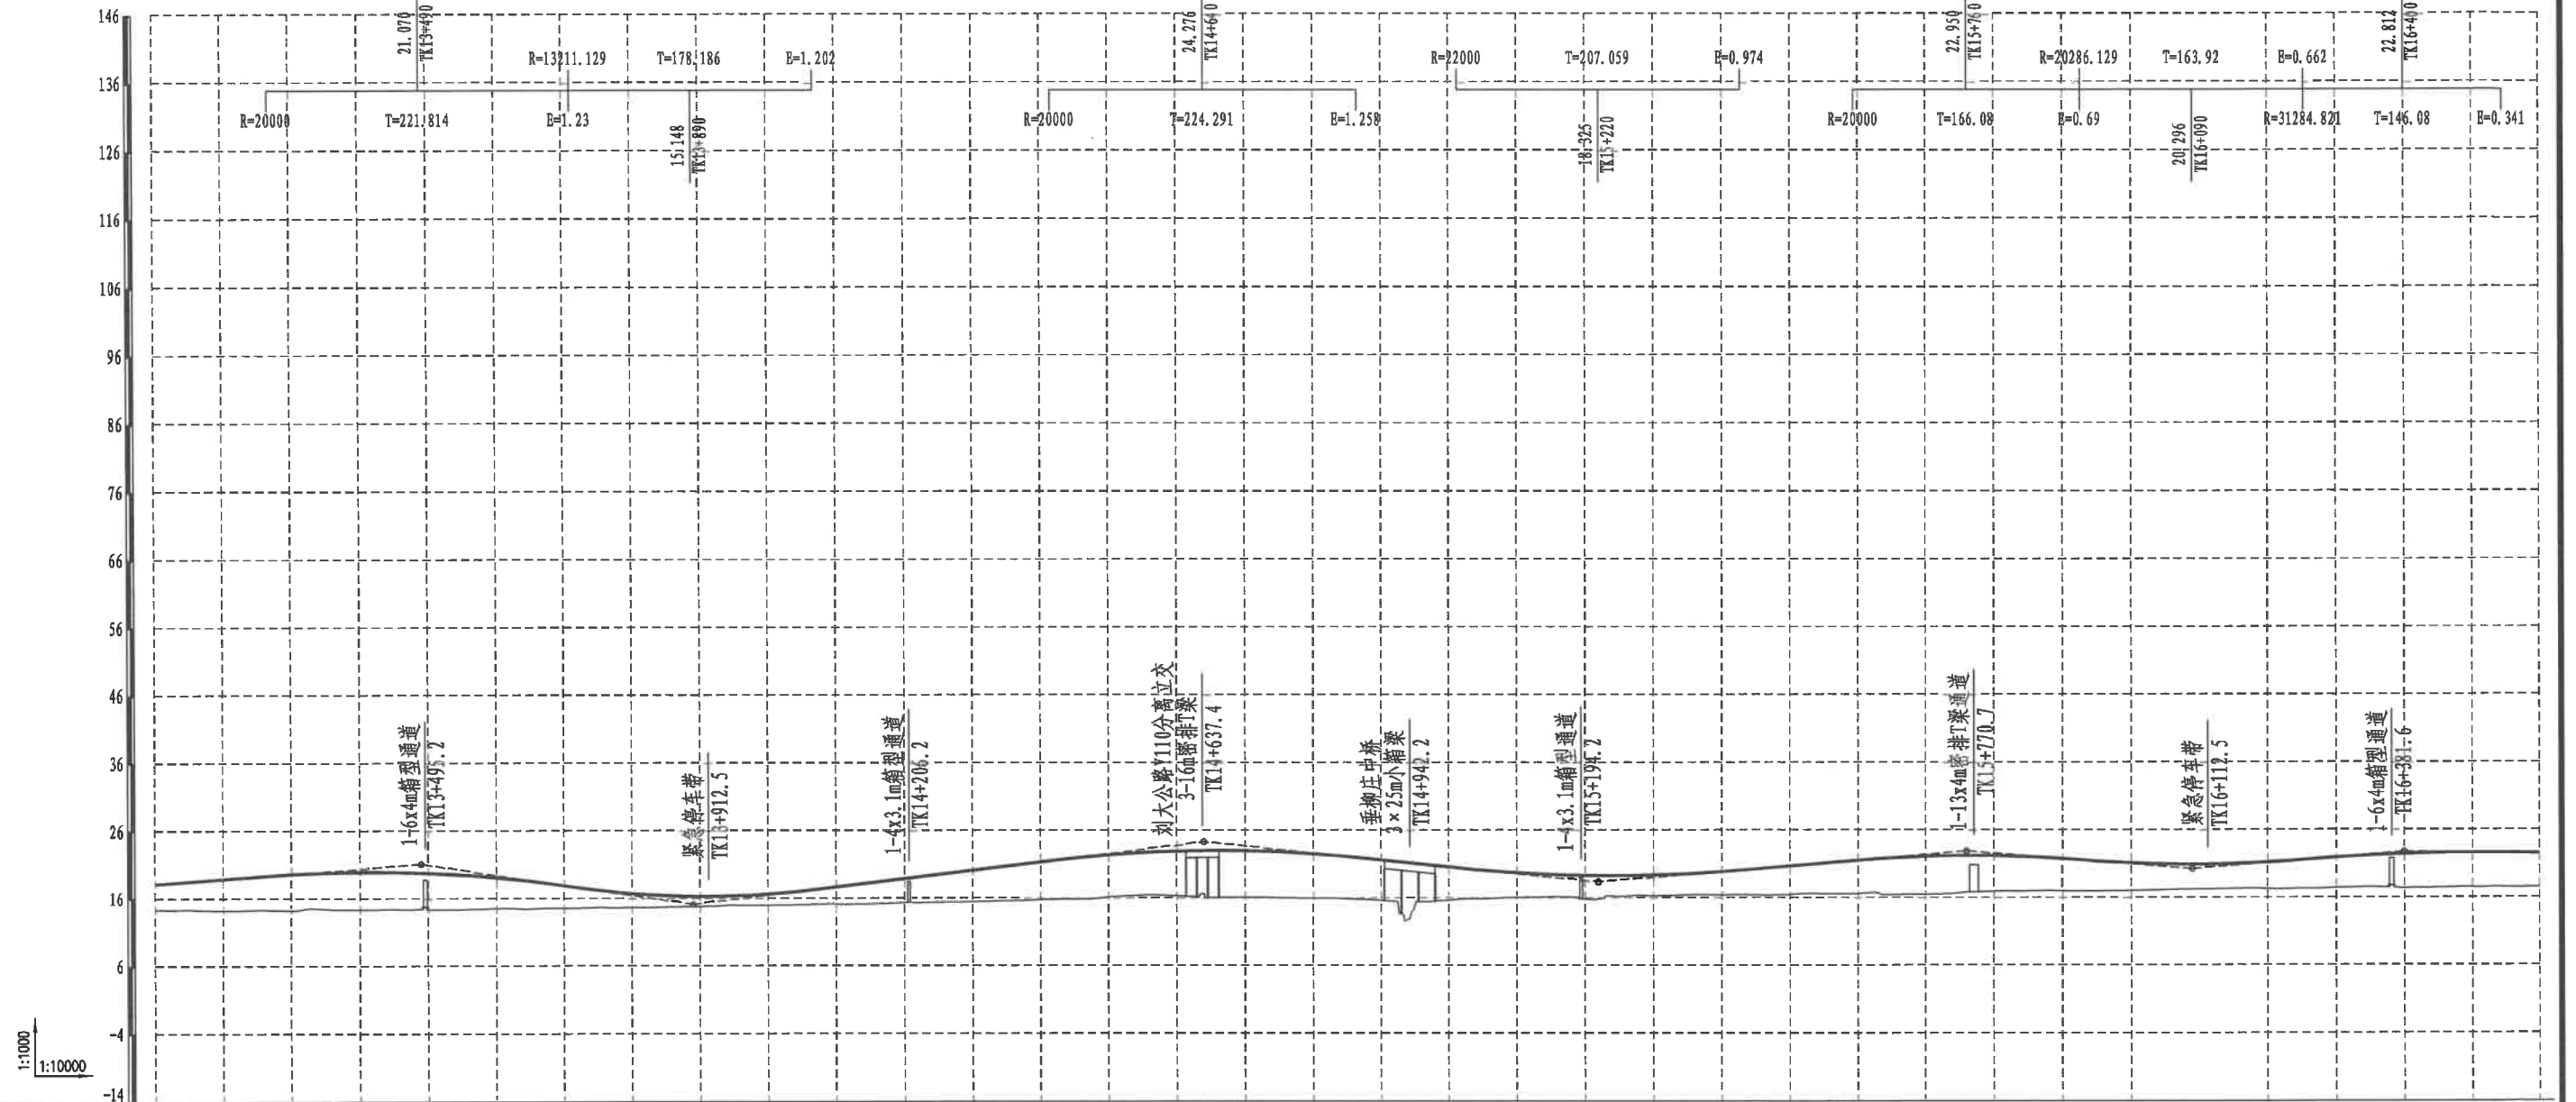 146
136
126
116
106
96
86
76
66
56
46
36
26
16
6
-4
-14
1:1000
1:10000
21.070
TK13+490
R=20000
T=221.814
E=1.23
R=13211.129
T=178.186
E=1.202
15.148
TK13+890
24.276
TK14+640
R=20000
T=224.291
E=1.258
R=22000
T=207.059
E=0.974
18.325
TK15+220
22.950
TK15+760
R=20000
T=166.08
E=0.69
R=20286.129
T=163.92
E=0.662
20.296
TK16+090
22.812
TK16+400
R=31284.821
T=146.08
E=0.341
1-6x4m箱型通道
TK13+495.2
紧急停车带
TK13+912.5
1-4x3.1m箱型通道
TK14+206.2
刘大公路Y110分离立交
3-16m密排T梁
TK14+637.4
垂柳庄中桥
3×25m小箱梁
TK14+942.2
1-4x3.1m箱型通道
TK15+194.2
1-13x4m密排T梁通道
TK15+770.7
紧急停车带
TK16+112.5
1-6x4m箱型通道
TK16+381.6